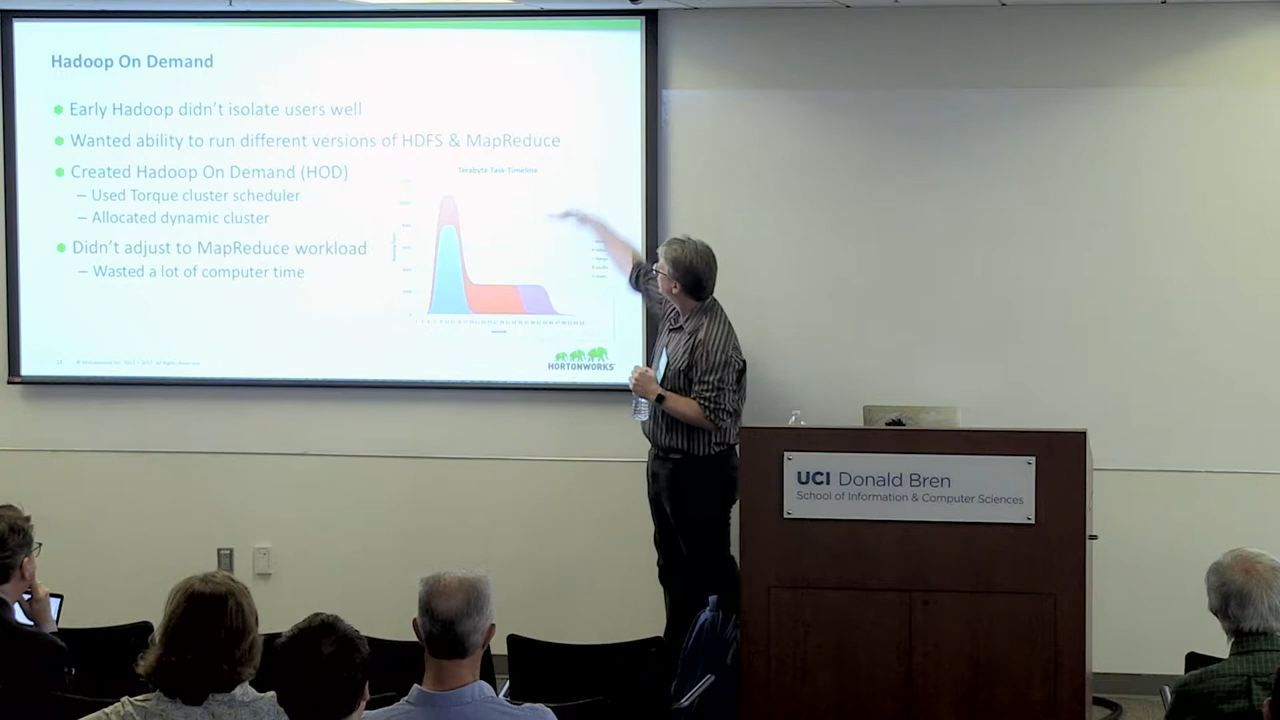 Hadoop On Demand
Early Hadoop didn't isolate users well
Wanted ability to run different versions of HDFS & MapReduce
Created Hadoop On Demand (HOD)
– Used Torque cluster scheduler
– Allocated dynamic cluster
Didn't adjust to MapReduce workload
– Wasted a lot of computer time
Terabyte Task Timeline
HORTONWORKS
UCI Donald Bren
School of Information & Computer Sciences